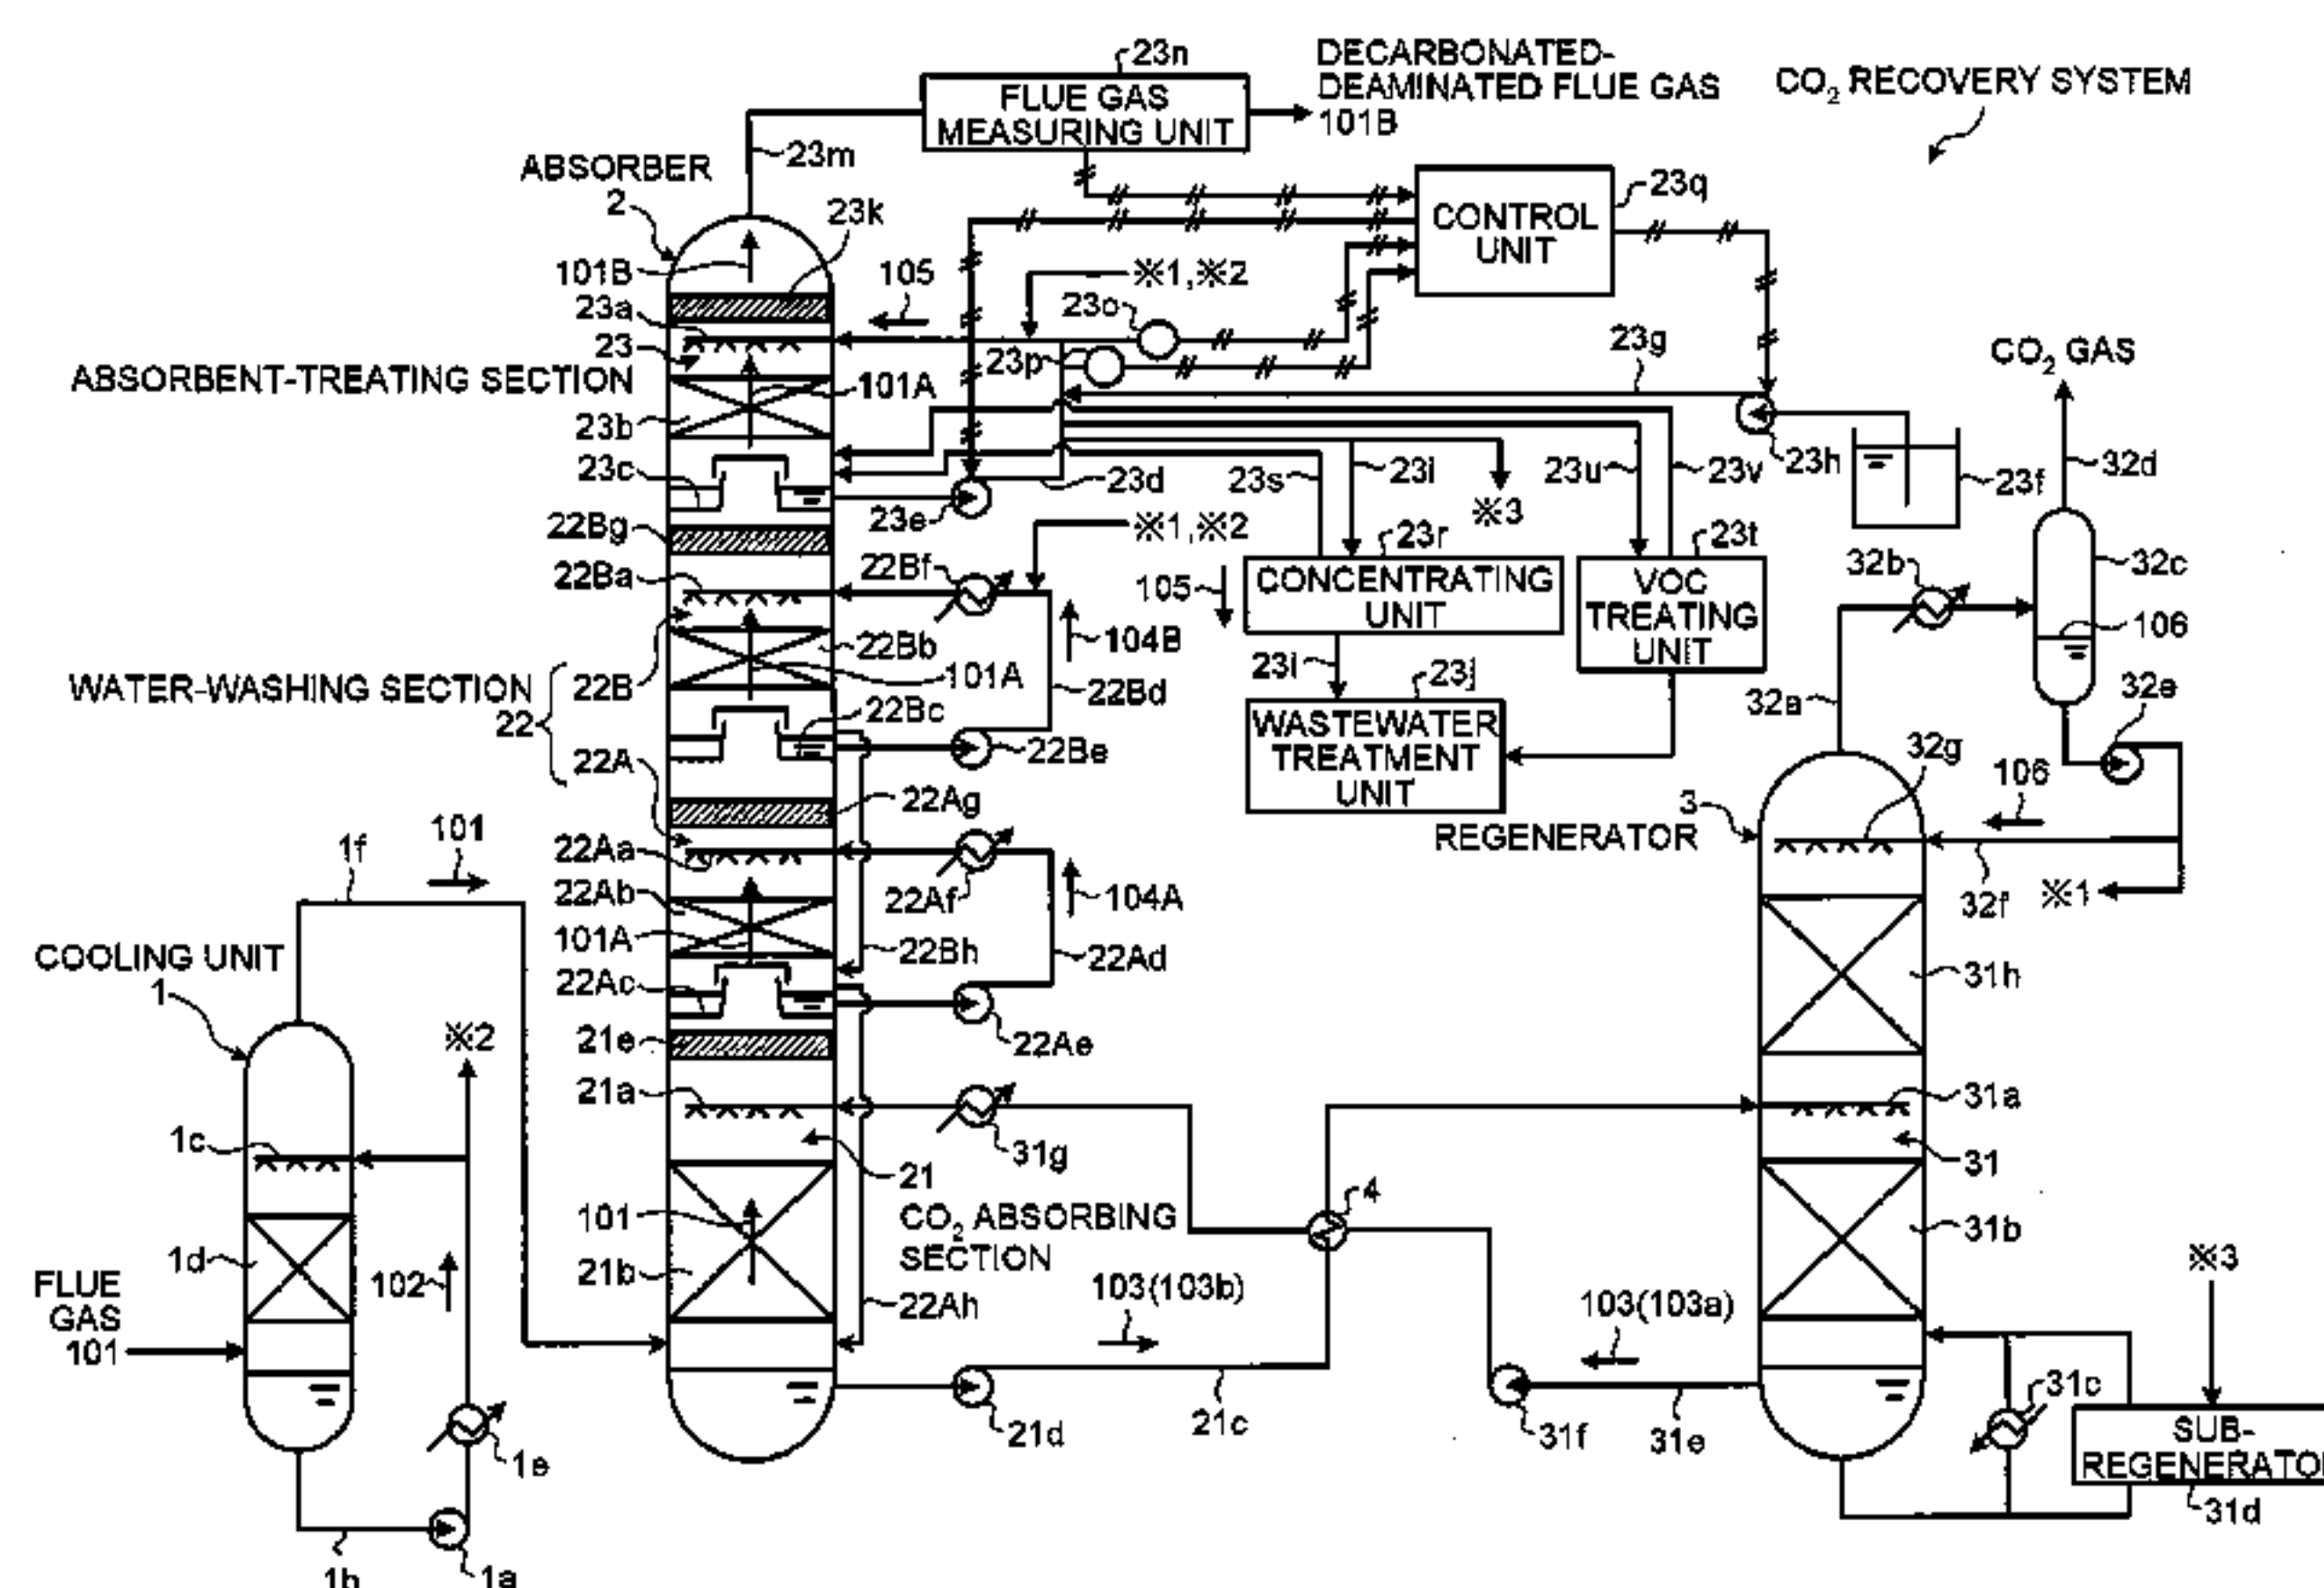 23n
DECARBONATED-
DEAMINATED FLUE GAS
101B
CO2 RECOVERY SYSTEM
FLUE GAS
MEASURING UNIT
23m
ABSORBER
2
23k
CONTROL
UNIT
23q
101B
105
※1,※2
23a
23o
23
23p
23g
CO2 GAS
ABSORBENT-TREATING SECTION
101A
23b
23c
23d
23s
23i
23u
23v
23h
23f
32d
23e
※3
22Bg
※1,※2
23r
23t
22Ba
22Bf
105
CONCENTRATING
UNIT
VOC
TREATING
UNIT
32b
32c
106
104B
22Bb
WATER-WASHING SECTION
22
22B
101A
22Bd
23i
23j
32a
32e
22Bc
WASTEWATER
TREATMENT
UNIT
22Be
22A
32g
106
22Ag
3
REGENERATOR
1f
101
22Aa
22Ab
22Af
104A
※1
32f
101A
22Bh
22Ad
31h
COOLING UNIT
1
22Ac
※2
21e
22Ae
21a
31g
31a
1c
21
31
4
101
CO2 ABSORBING
SECTION
31b
1d
21b
102
FLUE
GAS
101
22Ah
103(103b)
103(103a)
※3
31c
1e
21d
21c
31f
31e
SUB-
REGENERATOR
31d
1b
1a